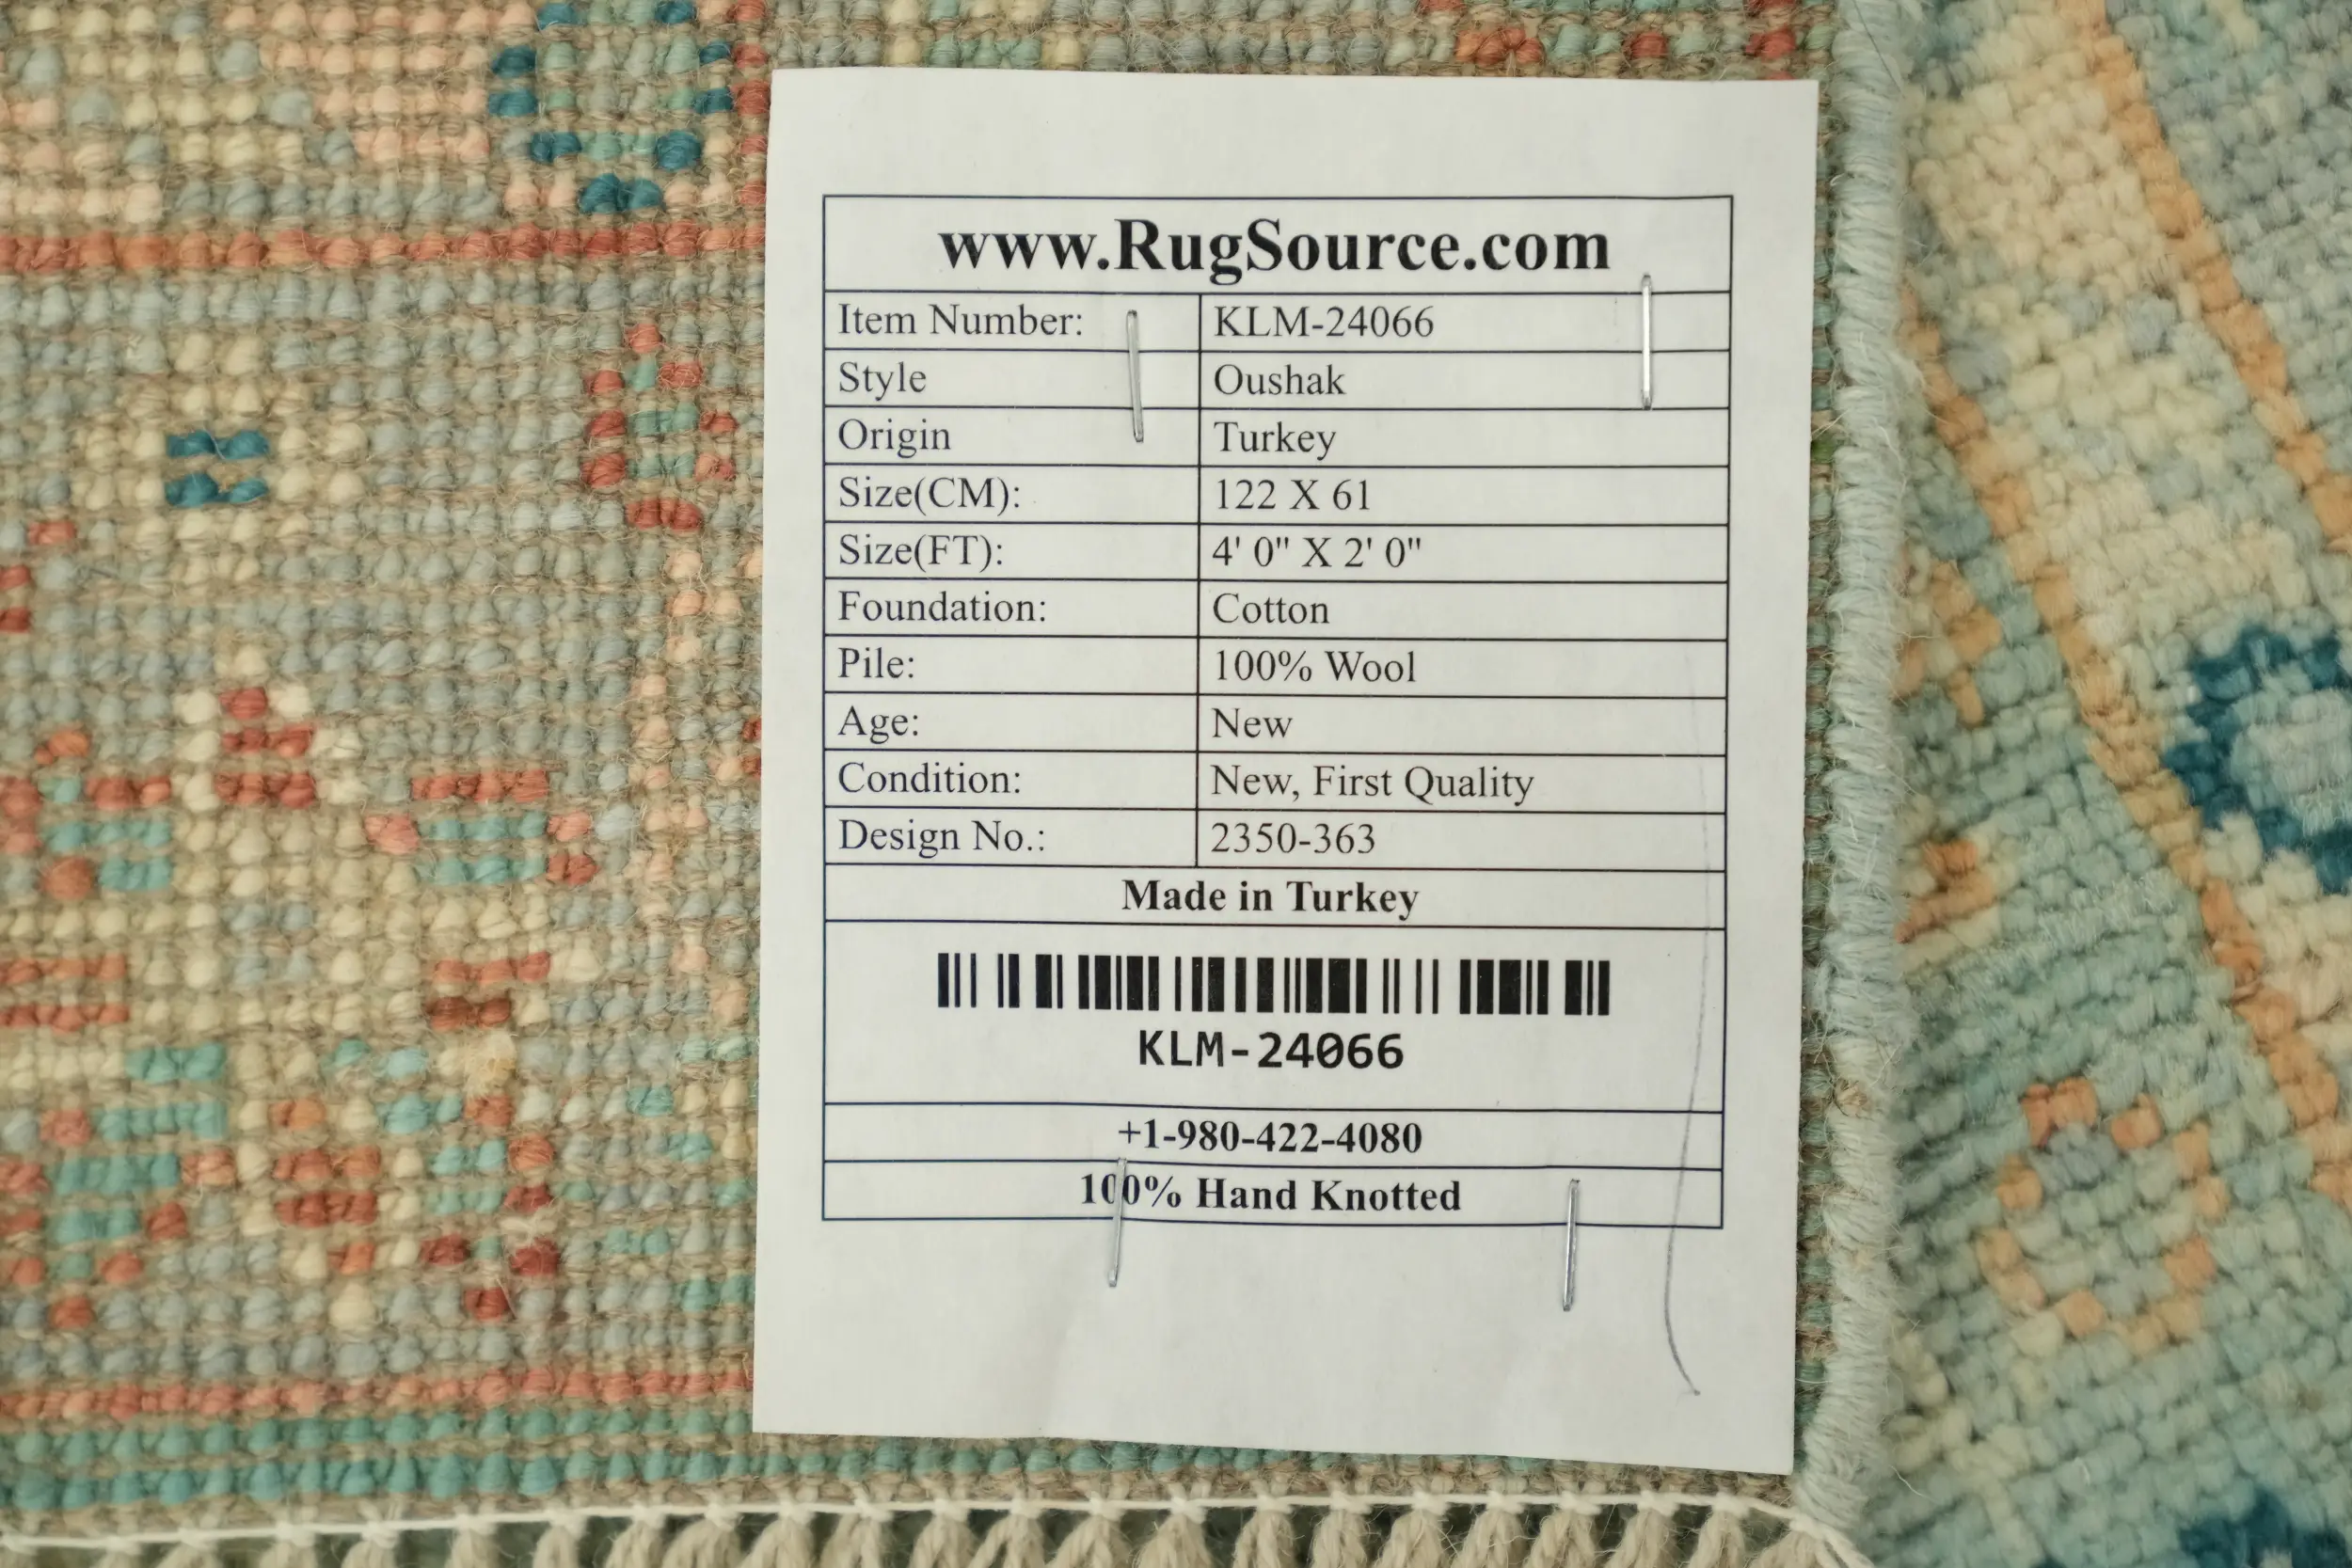 www.RugSource.com
Item Number: KLM-24066
Style Oushak
Origin Turkey
Size(CM): 122 X 61
Size(FT): 4' 0" X 2' 0"
Foundation: Cotton
Pile: 100% Wool
Age: New
Condition: New, First Quality
Design No.: 2350-363
Made in Turkey
KLM-24066
+1-980-422-4080
100% Hand Knotted